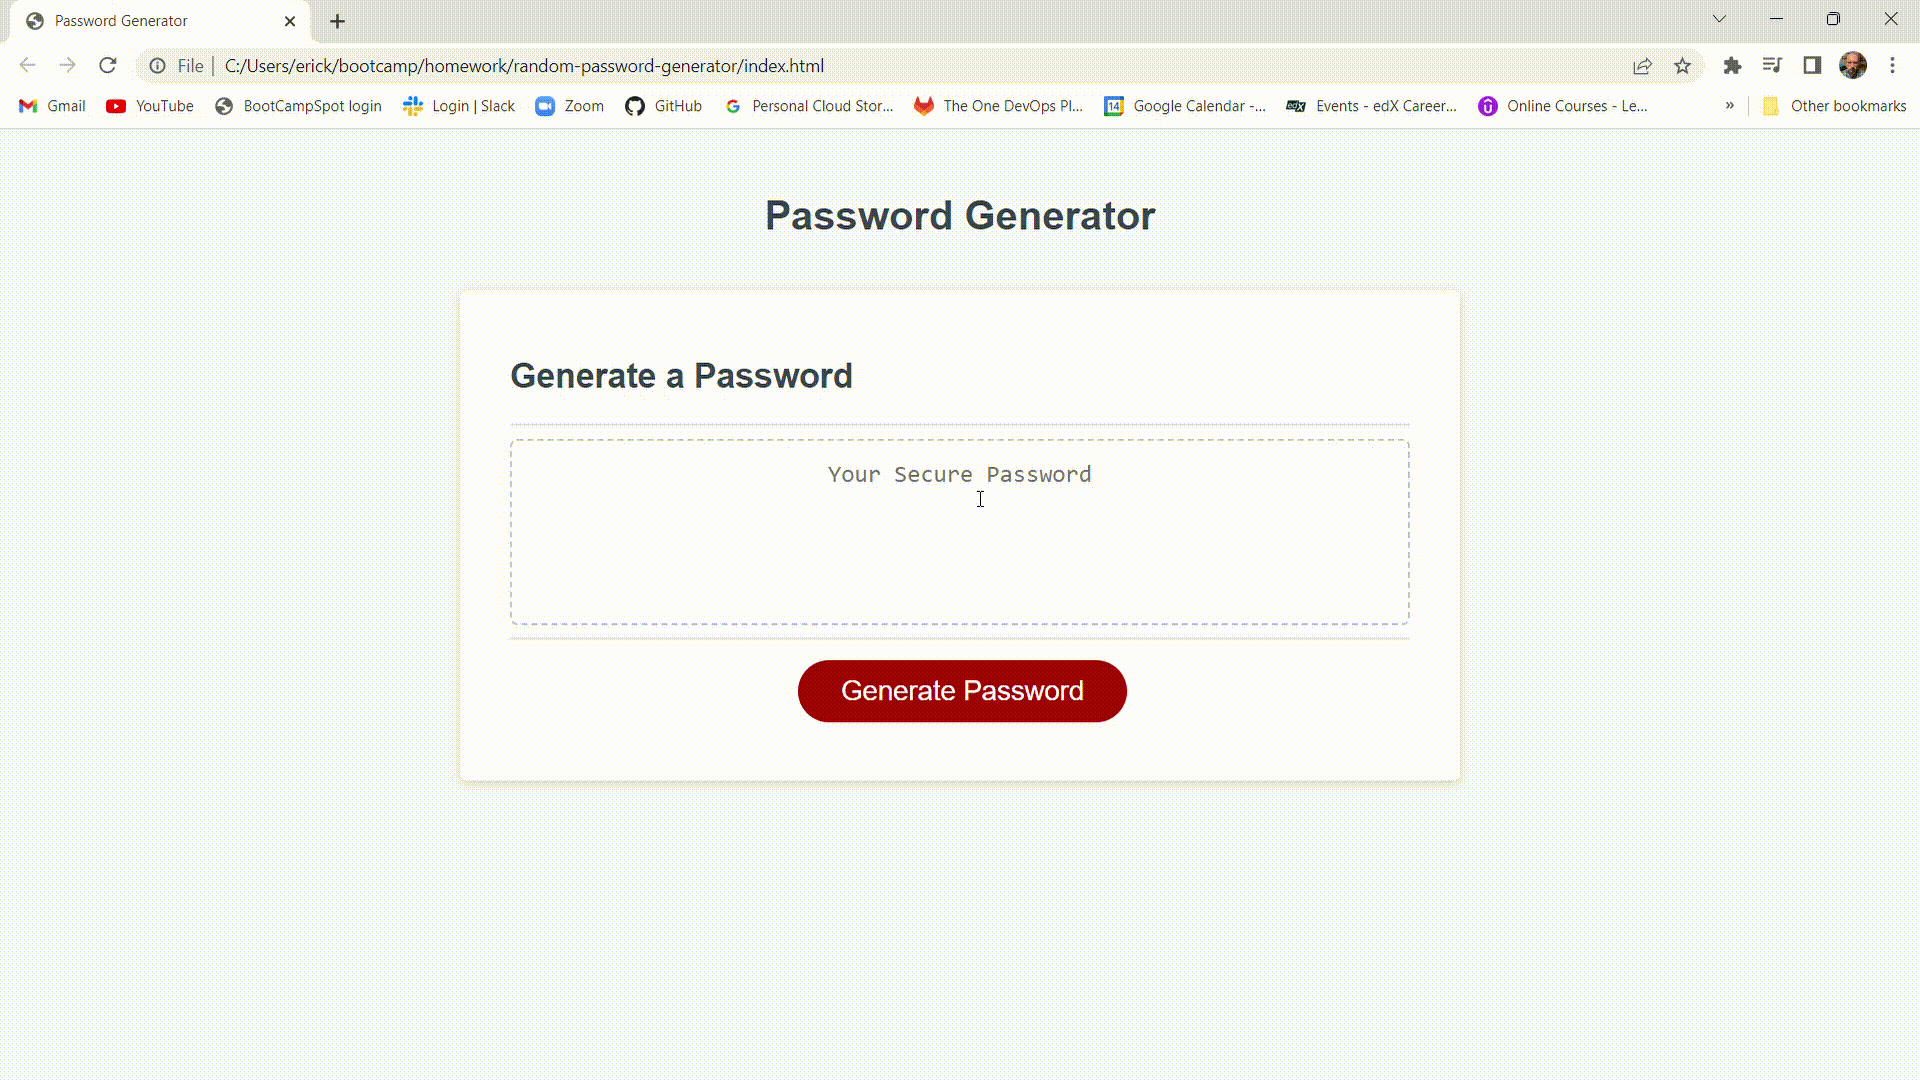 Password Generator
File
C:/Users/erick/bootcamp/homework/random-password-generator/index.html
Gmail
YouTube
BootCampSpot login
Login | Slack
Zoom
GitHub
Personal Cloud Stor...
The One DevOps Pl...
14
Google Calendar -...
edX
Events - edX Career...
Online Courses - Le...
»
Other bookmarks
Password Generator
Generate a Password
Your Secure Password
Generate Password